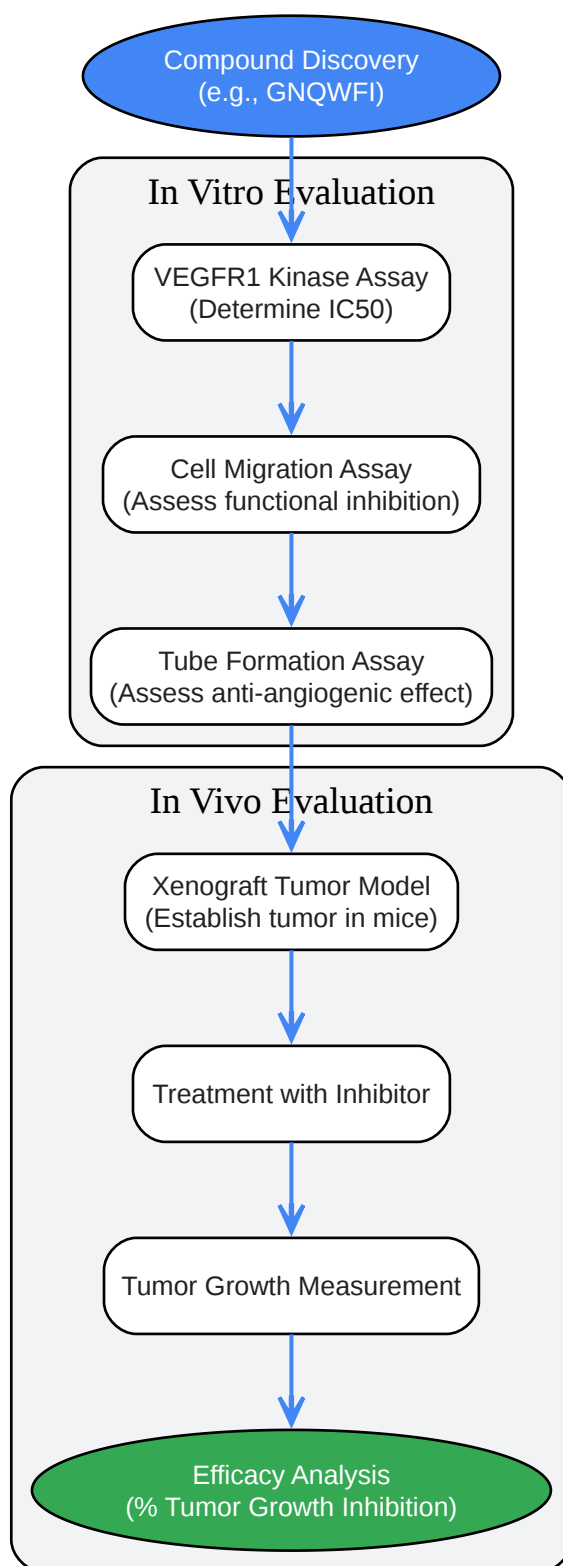 Compound Discovery
(e.g., GNQWFI)
In Vitro Evaluation
VEGFR1 Kinase Assay
(Determine IC50)
Cell Migration Assay
(Assess functional inhibition)
Tube Formation Assay
(Assess anti-angiogenic effect)
In Vivo Evaluation
Xenograft Tumor Model
(Establish tumor in mice)
Treatment with Inhibitor
Tumor Growth Measurement
Efficacy Analysis
(% Tumor Growth Inhibition)